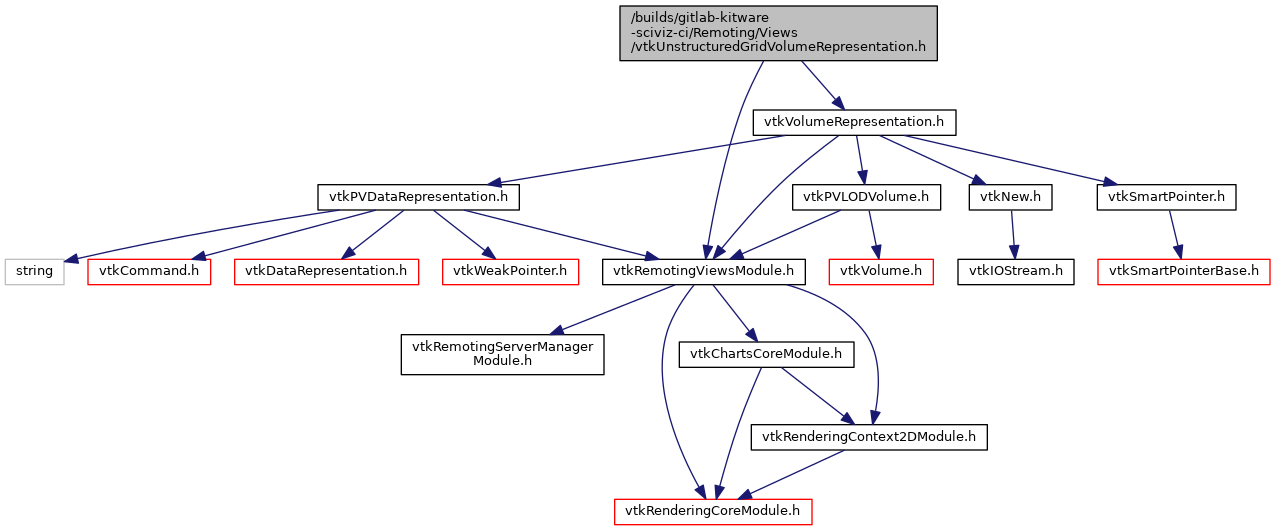 /builds/gitlab-kitware
-sciviz-ci/Remoting/Views
/vtkUnstructuredGridVolumeRepresentation.h
vtkVolumeRepresentation.h
vtkPVDataRepresentation.h
vtkPVLODVolume.h
vtkNew.h
vtkSmartPointer.h
string
vtkCommand.h
vtkDataRepresentation.h
vtkWeakPointer.h
vtkRemotingViewsModule.h
vtkVolume.h
vtkIOStream.h
vtkSmartPointerBase.h
vtkRemotingServerManager
Module.h
vtkChartsCoreModule.h
vtkRenderingContext2DModule.h
vtkRenderingCoreModule.h